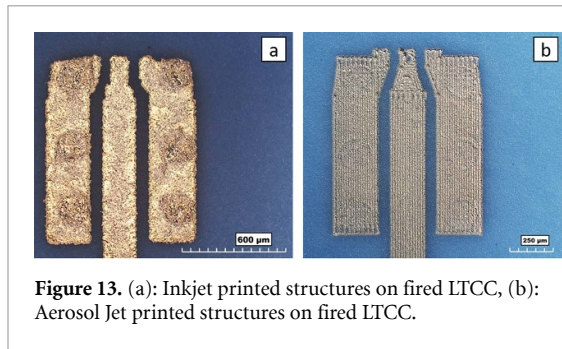 a
b
600 µm
250 µm
Figure 13. (a): Inkjet printed structures on fired LTCC, (b):
Aerosol Jet printed structures on fired LTCC.